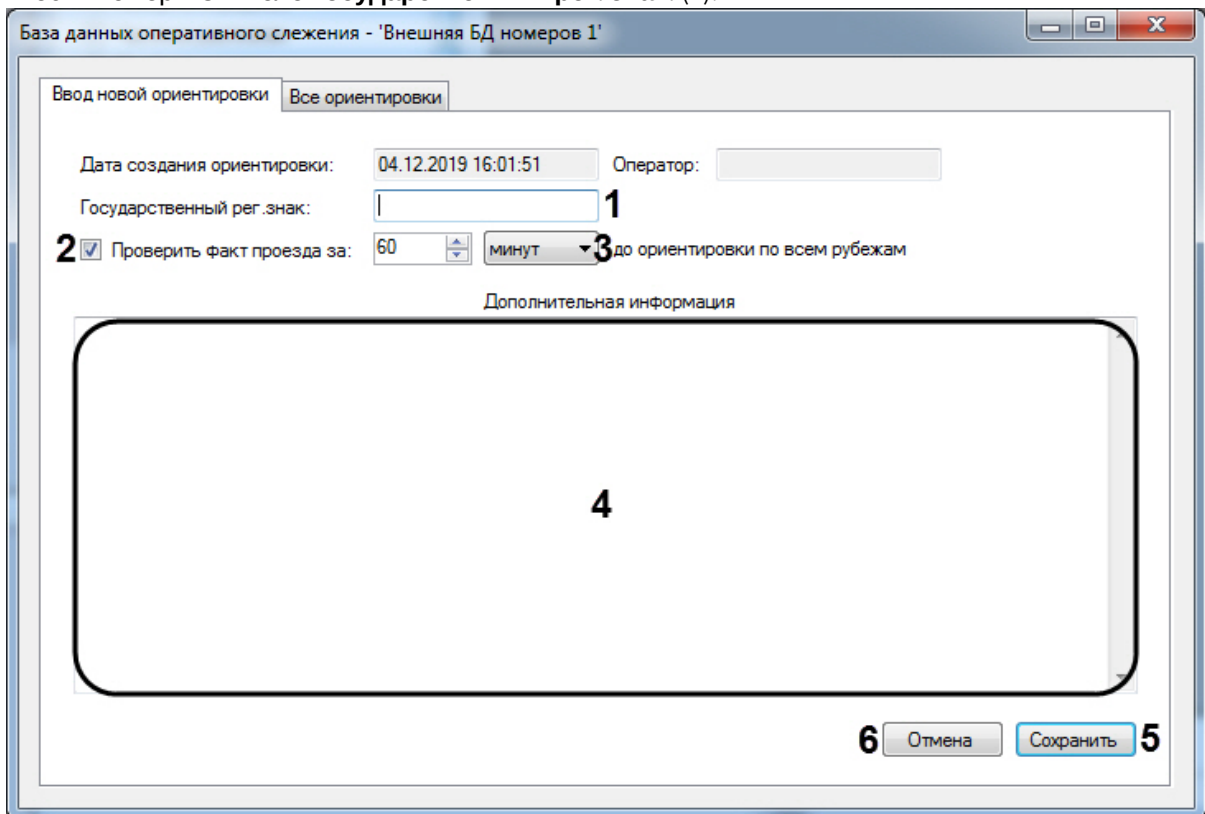 База данных оперативного слежения - 'Внешняя БД номеров 1'
Ввод новой ориентировки Все ориентировки
Дата создания ориентировки: 04.12.2019 16:01:51 Оператор:
Государственный рег.знак: 1
2 Проверить факт проезда за: 60 минут 3 до ориентировки по всем рубежам
Дополнительная информация
4
6 Отмена Сохранить 5